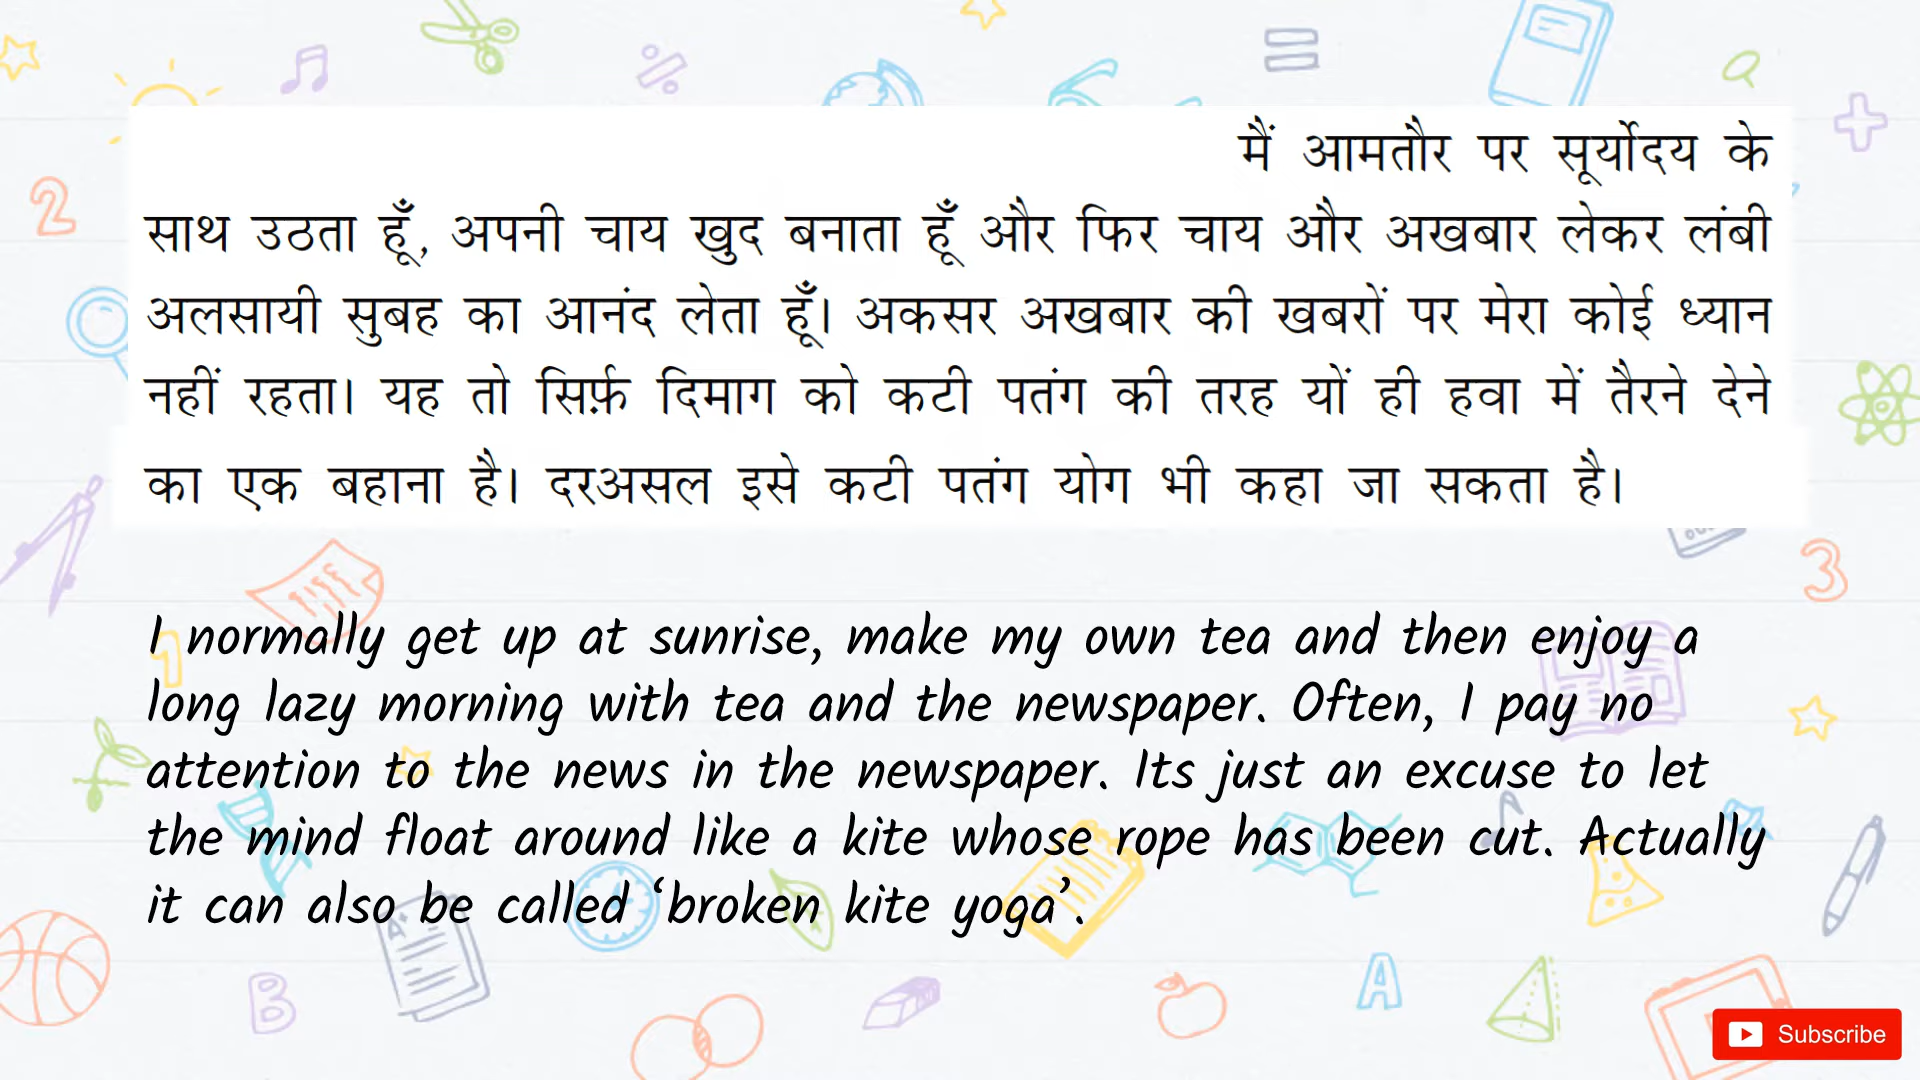 मैं आमतौर पर सूर्योदय के
साथ उठता हूँ, अपनी चाय खुद बनाता हूँ और फिर चाय और अखबार लेकर लंबी
अलसायी सुबह का आनंद लेता हूँ। अकसर अखबार की खबरों पर मेरा कोई ध्यान
नहीं रहता। यह तो सिर्फ़ दिमाग को कटी पतंग की तरह यों ही हवा में तैरने देने
का एक बहाना है। दरअसल इसे कटी पतंग योग भी कहा जा सकता है।
I normally get up at sunrise, make my own tea and then enjoy a
long lazy morning with tea and the newspaper. Often, I pay no
attention to the news in the newspaper. Its just an excuse to let
the mind float around like a kite whose rope has been cut. Actually
it can also be called ‘broken kite yoga’.
2
3
1
A+
B
A
Subscribe